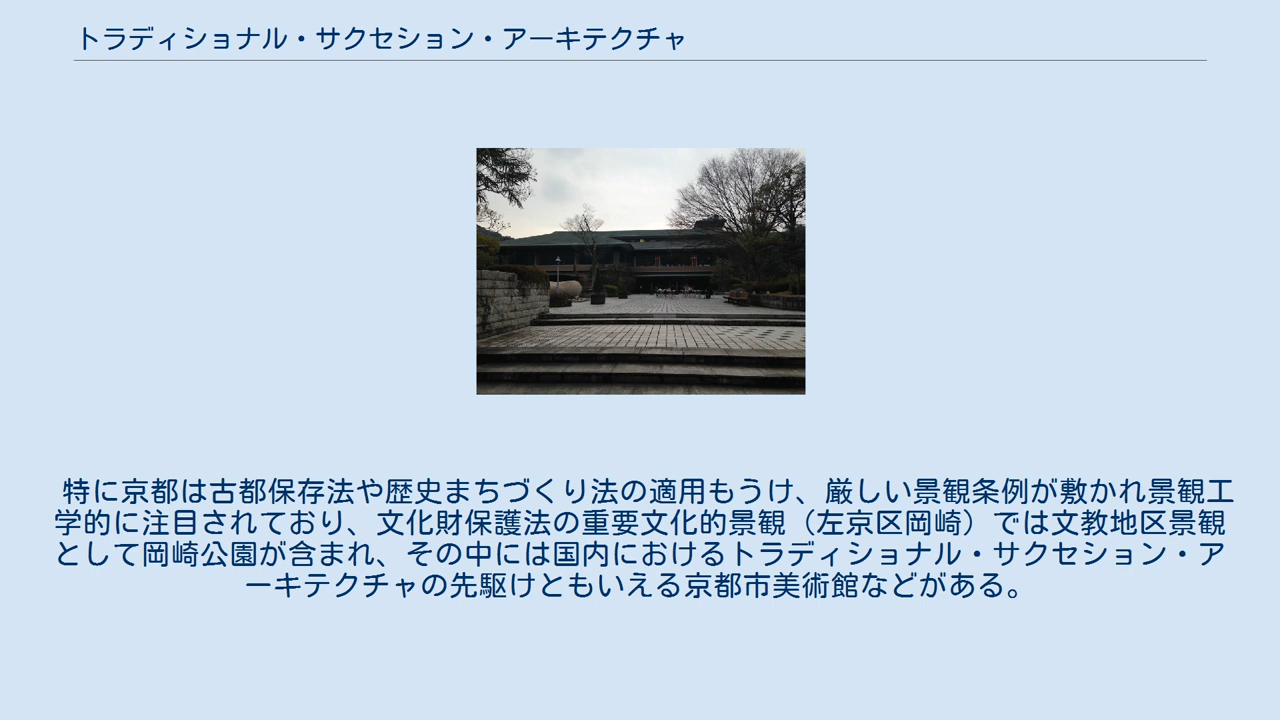 トラディショナル・サクセション・アーキテクチャ
特に京都は古都保存法や歴史まちづくり法の適用もうけ、厳しい景観条例が敷かれ景観工
学的に注目されており、文化財保護法の重要文化的景観（左京区岡崎）では文教地区景観
として岡崎公園が含まれ、その中には国内におけるトラディショナル・サクセション・ア
ーキテクチャの先駆けともいえる京都市美術館などがある。